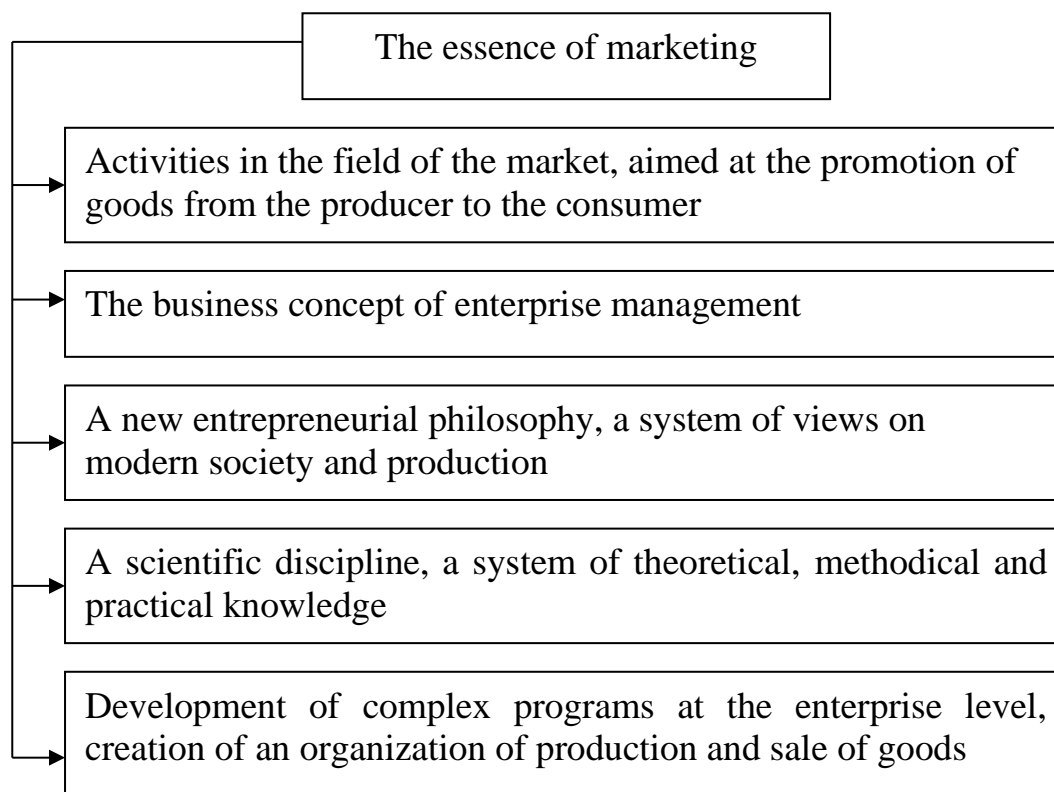 The essence of marketing
Activities in the field of the market, aimed at the promotion of
goods from the producer to the consumer
The business concept of enterprise management
A new entrepreneurial philosophy, a system of views on
modern society and production
A scientific discipline, a system of theoretical, methodical and
practical knowledge
Development of complex programs at the enterprise level,
creation of an organization of production and sale of goods